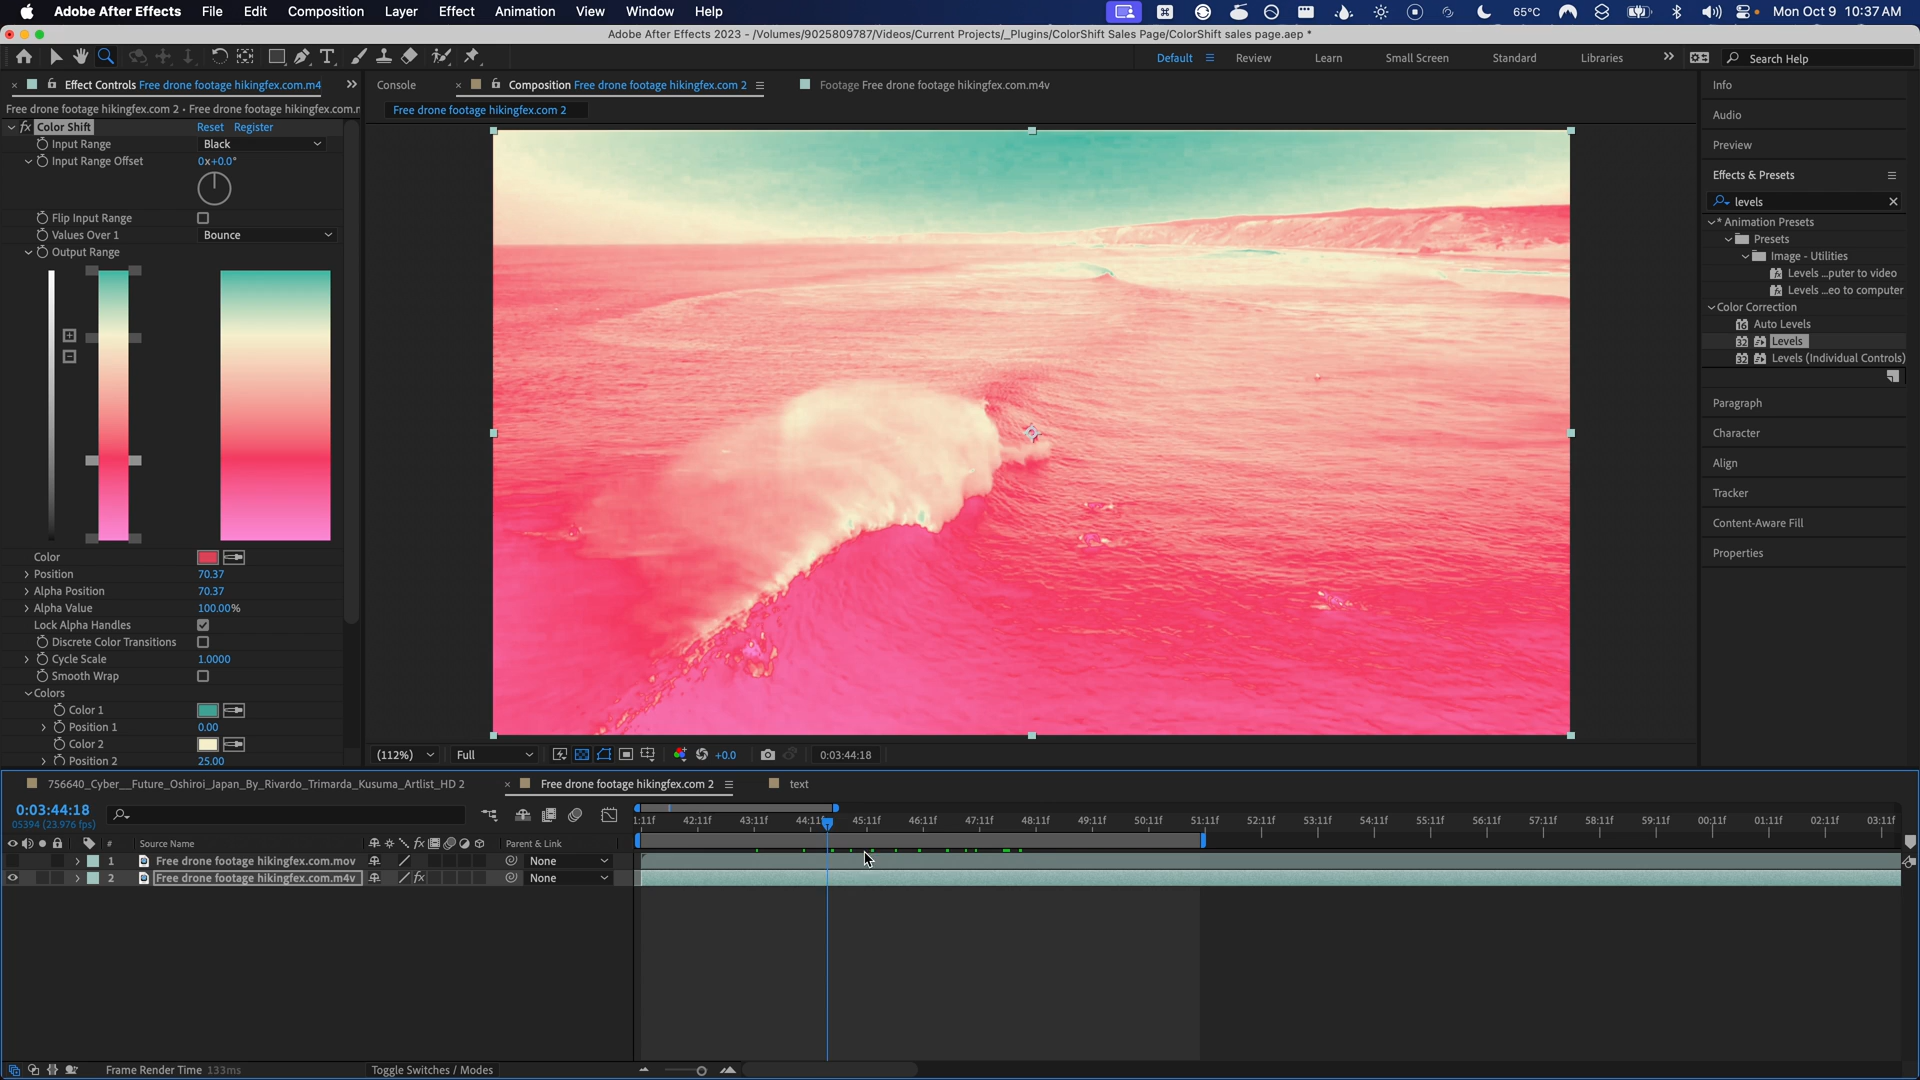 Adobe After Effects File Edit Composition Layer Effect Animation View Window Help 65°C Mon Oct 9 10:37 AM
Adobe After Effects 2023 - /Volumes/9025809787/Videos/Current Projects/_Plugins/ColorShift Sales Page/ColorShift sales page.aep *
Default Review Learn Small Screen Standard Libraries Search Help
Effect Controls Free drone footage hikingfex.com.m4
Console Composition Free drone footage hikingfex.com 2 Footage Free drone footage hikingfex.com.m4v
Free drone footage hikingfex.com 2 • Free drone footage hikingfex.com.m
Free drone footage hikingfex.com 2
fx Color Shift Reset Register
Input Range Black
Input Range Offset 0x+0.0°
Flip Input Range
Values Over 1 Bounce
Output Range
Color
Position 70.37
Alpha Position 70.37
Alpha Value 100.00%
Lock Alpha Handles
Discrete Color Transitions
Cycle Scale 1.0000
Smooth Wrap
Colors
Color 1
Position 1 0.00
Color 2
Position 2 25.00
(112%) Full +0.0 0:03:44:18
Info
Audio
Preview
Effects & Presets
levels
* Animation Presets
Presets
Image - Utilities
Levels ...puter to video
Levels ...eo to computer
Color Correction
16 Auto Levels
32 Levels
32 Levels (Individual Controls)
Paragraph
Character
Align
Tracker
Content-Aware Fill
Properties
756640_Cyber__Future_Oshiroi_Japan_By_Rivardo_Trimarda_Kusuma_Artlist_HD 2 Free drone footage hikingfex.com 2 text
0:03:44:18
05394 (23.976 fps)
1:11f 42:11f 43:11f 44:11f 45:11f 46:11f 47:11f 48:11f 49:11f 50:11f 51:11f 52:11f 53:11f 54:11f 55:11f 56:11f 57:11f 58:11f 59:11f 00:11f 01:11f 02:11f 03:11f
# Source Name fx Parent & Link
1 Free drone footage hikingfex.com.mov None
2 Free drone footage hikingfex.com.m4v fx None
Frame Render Time 133ms Toggle Switches / Modes